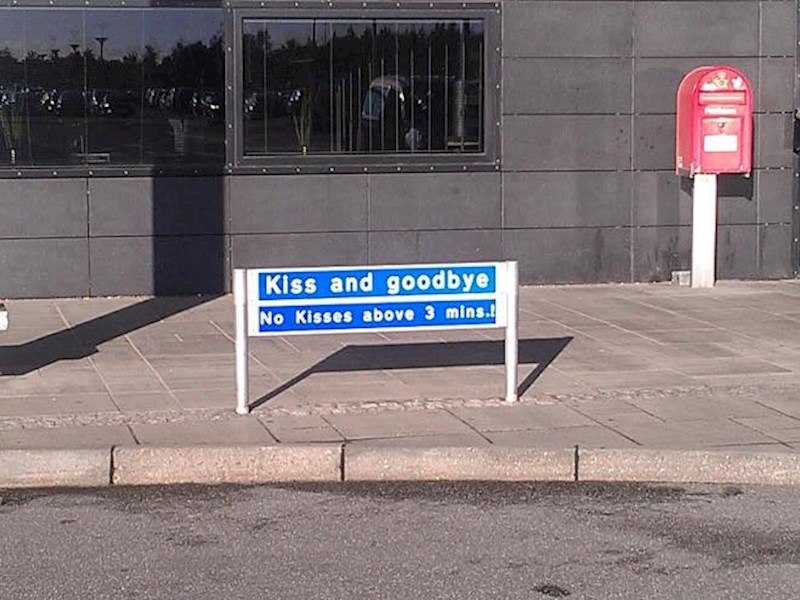 Kiss and goodbye
No Kisses above 3 mins.!